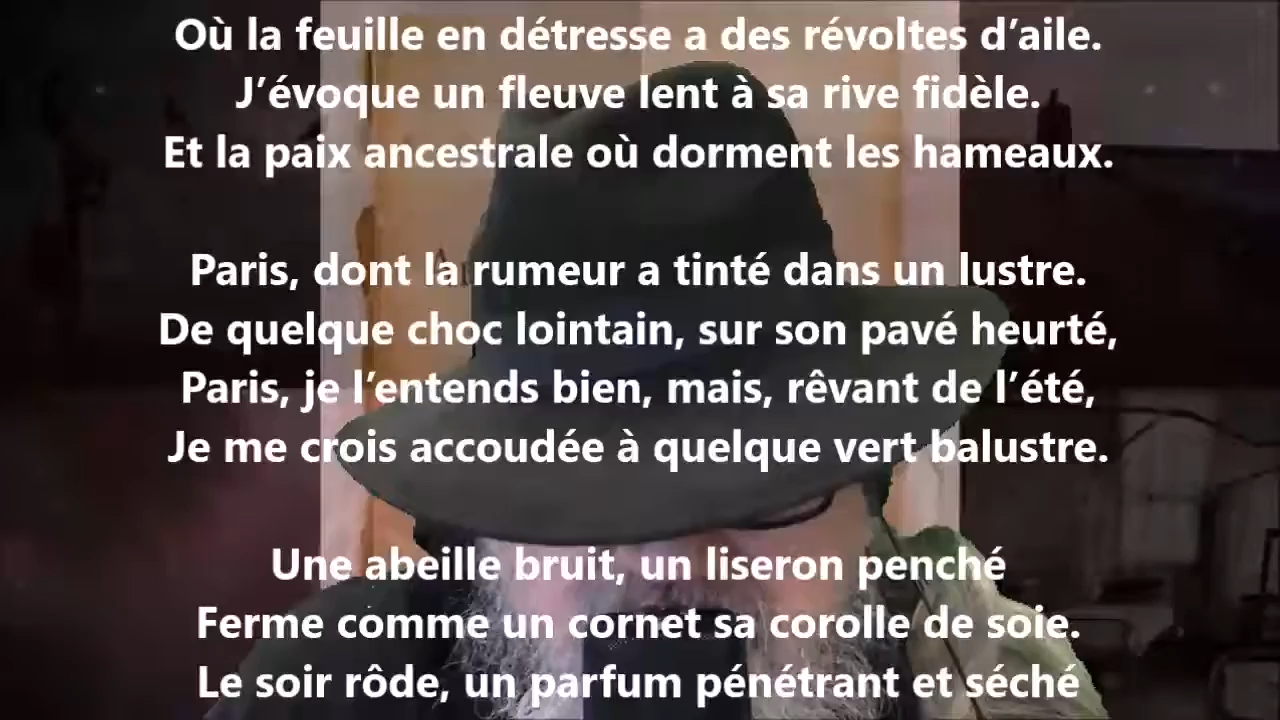 Où la feuille en détresse a des révoltes d’aile.
J’évoque un fleuve lent à sa rive fidèle.
Et la paix ancestrale où dorment les hameaux.
Paris, dont la rumeur a tinté dans un lustre.
De quelque choc lointain, sur son pavé heurté,
Paris, je l’entends bien, mais, rêvant de l’été,
Je me crois accoudée à quelque vert balustre.
Une abeille bruit, un liseron penché
Ferme comme un cornet sa corolle de soie.
Le soir rôde, un parfum pénétrant et séché